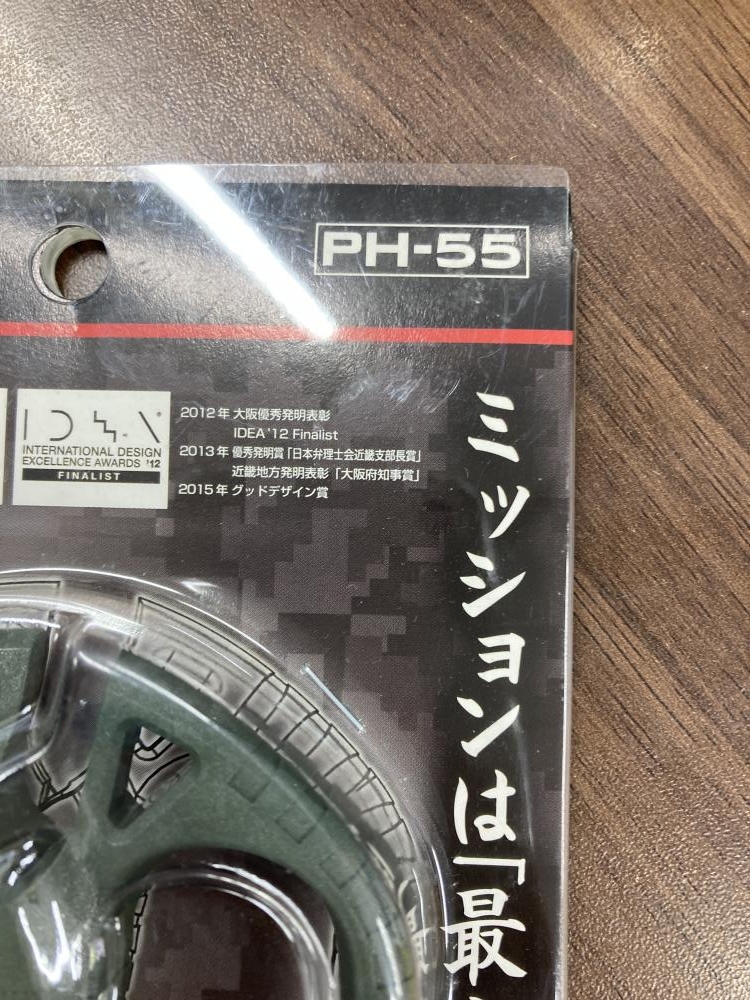 PH-55
INTERNATIONAL DESIGN
EXCELLENCE AWARDS '12
FINALIST
2012年 大阪優秀発明表彰
IDEA '12 Finalist
2013年 優秀発明賞「日本弁理士会近畿支部長賞」
近畿地方発明表彰「大阪府知事賞」
2015年 グッドデザイン賞
ミッションは「最